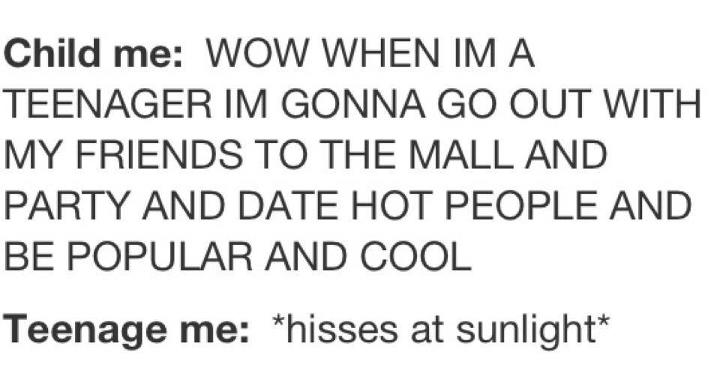 Child me: WOW WHEN IM A
TEENAGER IM GONNA GO OUT WITH
MY FRIENDS TO THE MALL AND
PARTY AND DATE HOT PEOPLE AND
BE POPULAR AND COOL
Teenage me: *hisses at sunlight*